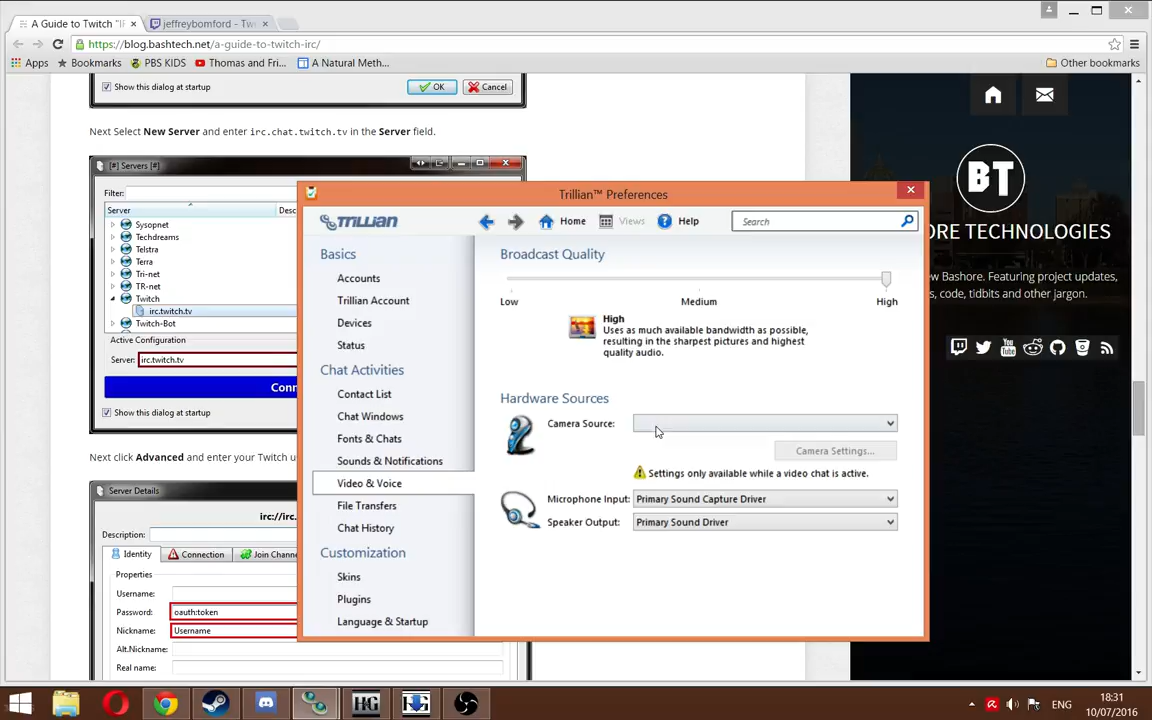 A Guide to Twitch "I
jeffreybomford - Tw
https://blog.bashtech.net/a-guide-to-twitch-irc/
Apps
Bookmarks
PBS KIDS
Thomas and Fri...
A Natural Meth...
Other bookmarks
Show this dialog at startup
OK
Cancel
Next Select New Server and enter irc.chat.twitch.tv in the Server field.
[#] Servers [#]
Filter:
Server
Desc
Sysopnet
Techdreams
Telstra
Terra
Tri-net
TR-net
Twitch
irc.twitch.tv
Twitch-Bot
Active Configuration
Server: irc.twitch.tv
Conn
Show this dialog at startup
Next click Advanced and enter your Twitch u
Server Details
irc://irc.
Description:
Identity
Connection
Join Channe
Properties
Username:
Password: oauth:token
Nickname: Username
Alt.Nickname:
Real name:
Trillian™ Preferences
TRILLIAN
Home
Views
Help
Search
Basics
Accounts
Trillian Account
Devices
Status
Chat Activities
Contact List
Chat Windows
Fonts & Chats
Sounds & Notifications
Video & Voice
File Transfers
Chat History
Customization
Skins
Plugins
Language & Startup
Broadcast Quality
Low
Medium
High
High
Uses as much available bandwidth as possible,
resulting in the sharpest pictures and highest
quality audio.
Hardware Sources
Camera Source:
Camera Settings...
Settings only available while a video chat is active.
Microphone Input: Primary Sound Capture Driver
Speaker Output: Primary Sound Driver
BT
ORE TECHNOLOGIES
ew Bashore. Featuring project updates,
s, code, tidbits and other jargon.
ENG
18:31
10/07/2016